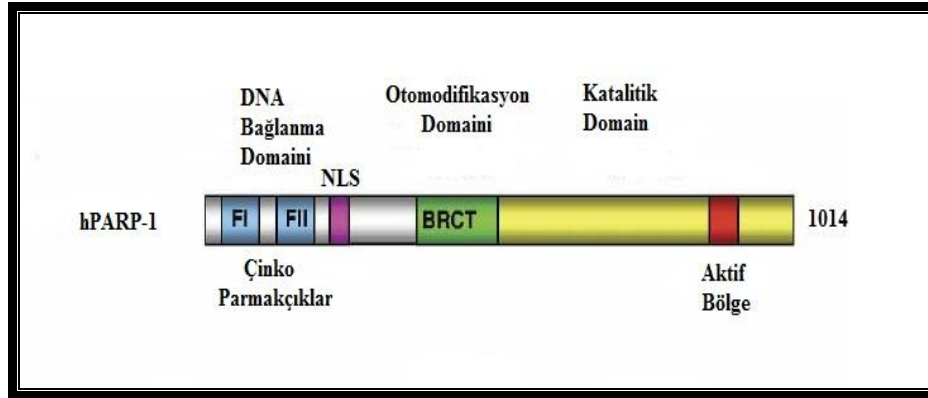 DNA
Bağlanma
Domaini
Otomodifikasyon
Domaini
Katalitik
Domain
NLS
hPARP-1
FI
FII
BRCT
1014
Çinko
Parmakçıklar
Aktif
Bölge